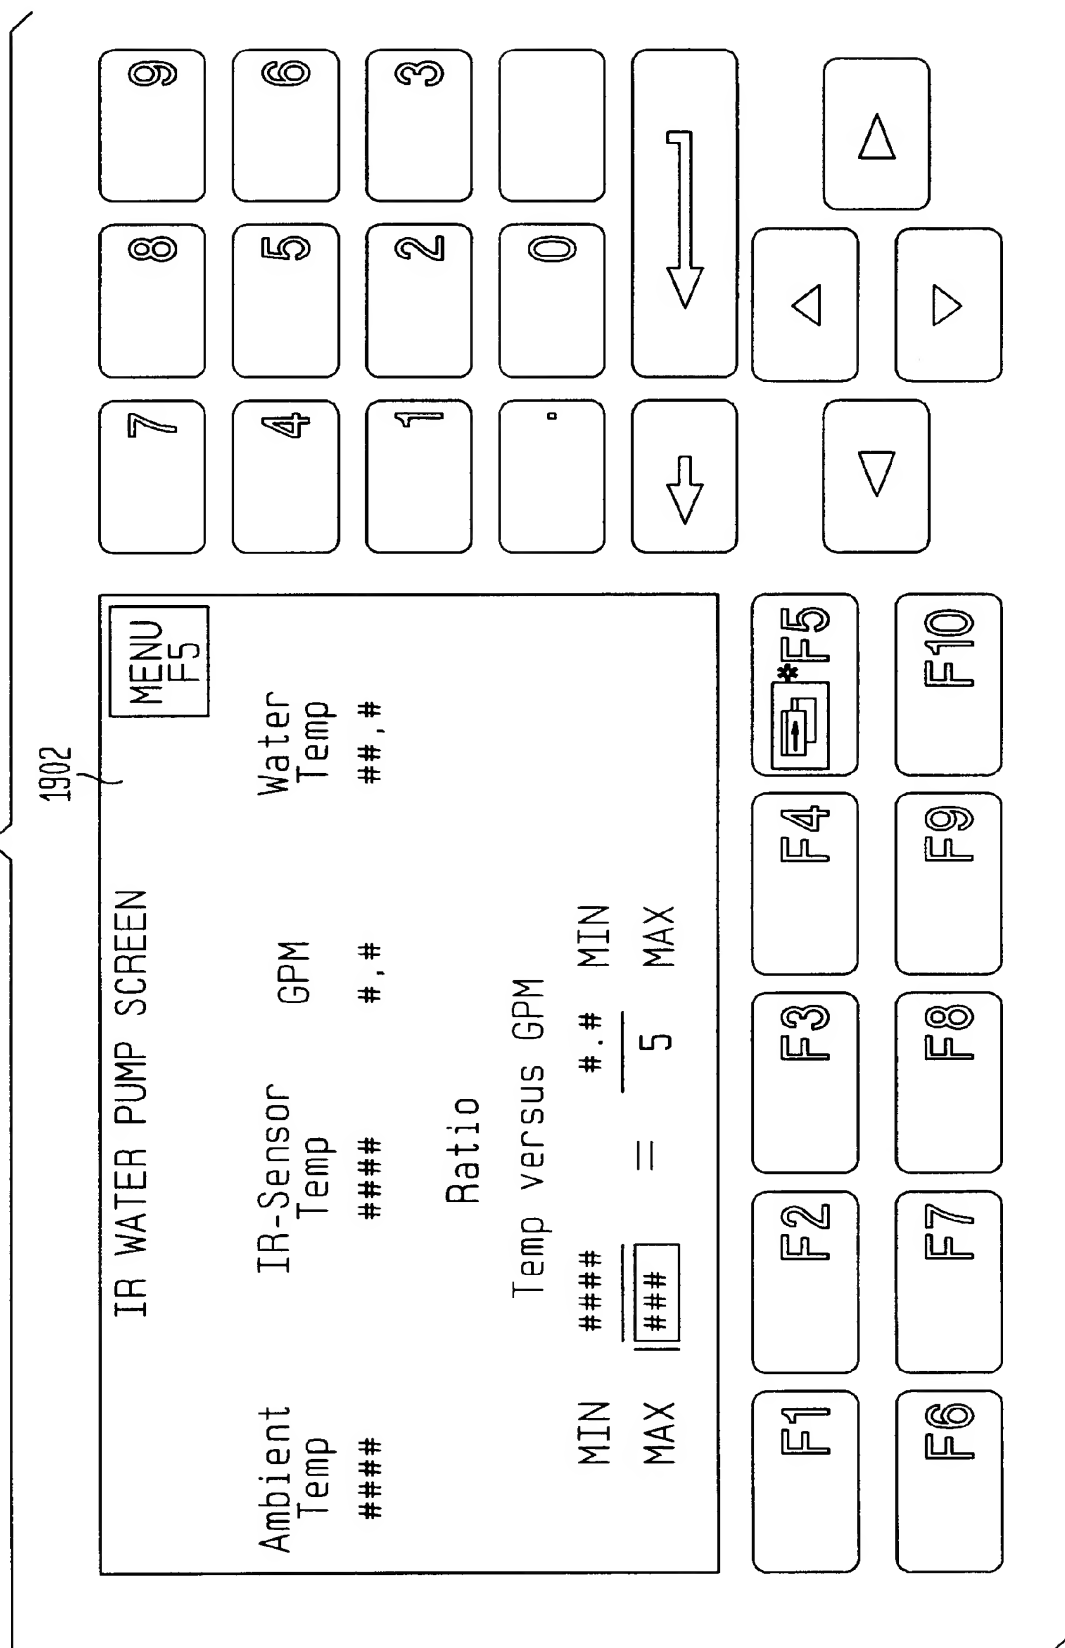 1902
IR WATER PUMP SCREEN
MENU
F5
Ambient
Temp
####
IR-Sensor
Temp
####
GPM
#,#
Water
Temp
##,#
Ratio
Temp versus GPM
MIN #### #.# MIN
MAX ### = 5 MAX
7 8 9
4 5 6
1 2 3
. 0
F1 F2 F3 F4 *F5
F6 F7 F8 F9 F10